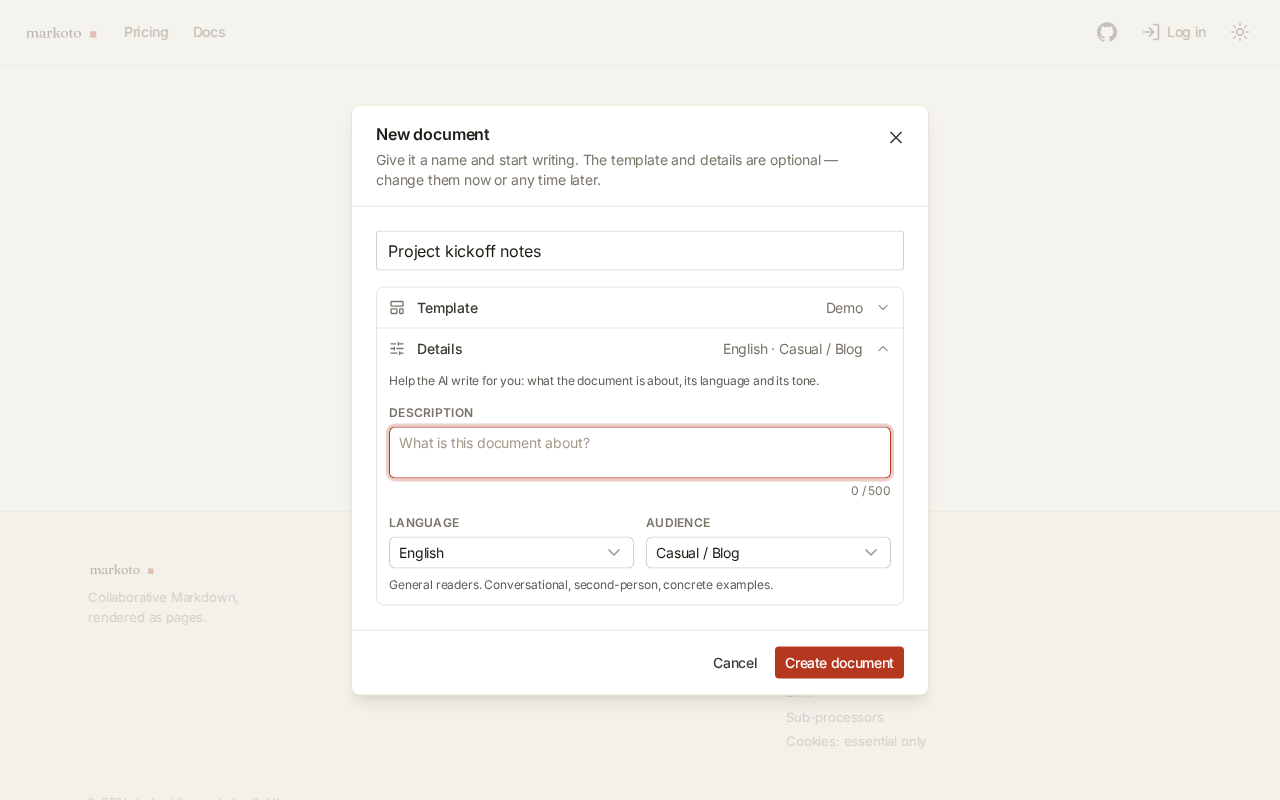 markoto
Pricing
Docs
Log in
New document
Give it a name and start writing. The template and details are optional —
change them now or any time later.
Project kickoff notes
Template
Demo
Details
English · Casual / Blog
Help the AI write for you: what the document is about, its language and its tone.
DESCRIPTION
What is this document about?
0 / 500
LANGUAGE
AUDIENCE
English
Casual / Blog
General readers. Conversational, second-person, concrete examples.
Cancel
Create document
markoto
Collaborative Markdown,
rendered as pages.
Sub-processors
Cookies: essential only